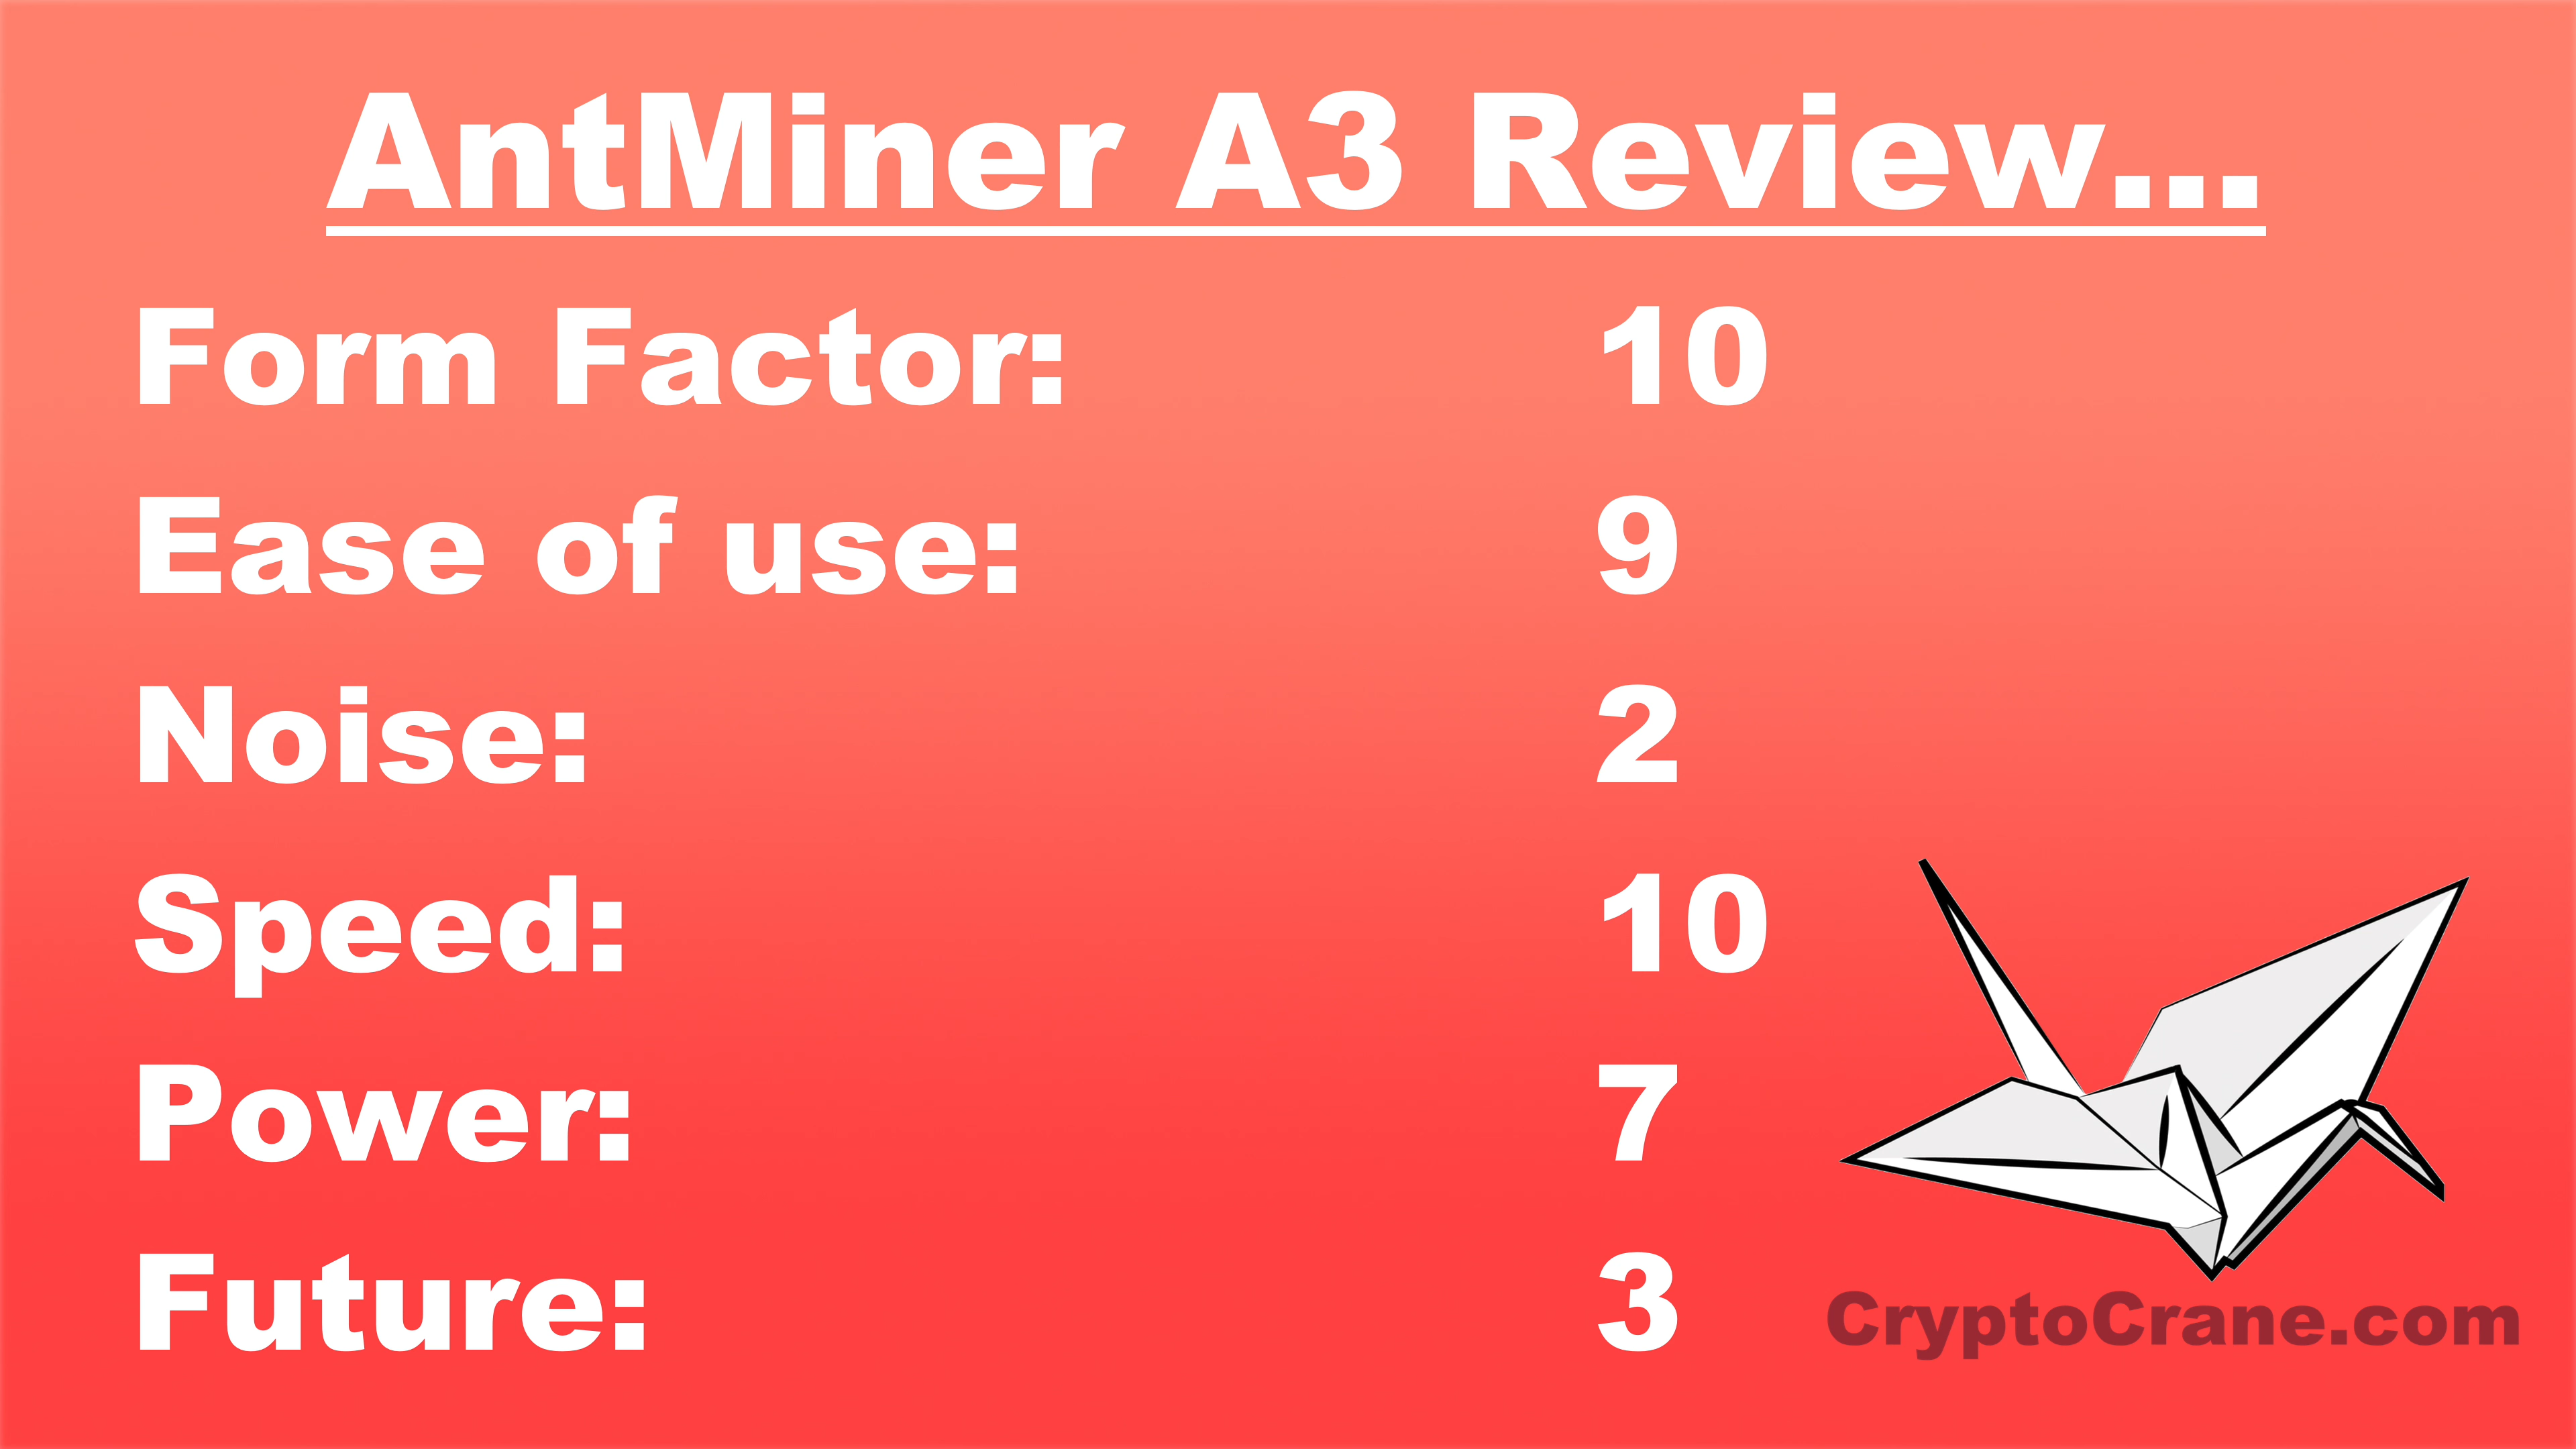 AntMiner A3 Review...
Form Factor: 10
Ease of use: 9
Noise: 2
Speed: 10
Power: 7
Future: 3
CryptoCrane.com